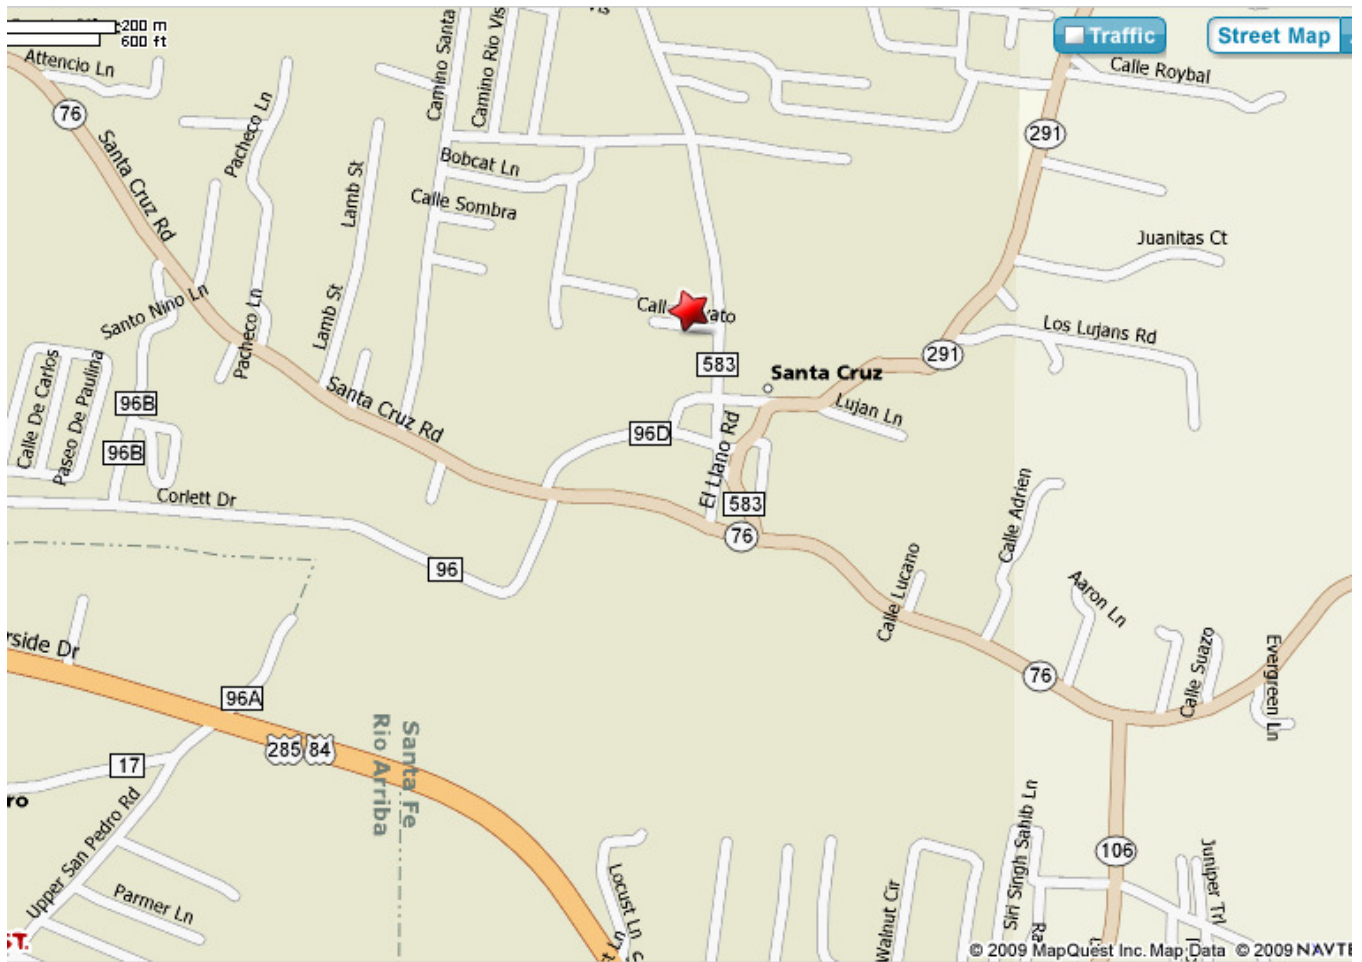 200 m
600 ft
Traffic
Street Map
Attencio Ln
Calle Roybal
76
Santa Cruz Rd
Pacheco Ln
Camino Santa
Camino Rio Vis
291
Bobcat Ln
Lamb St
Calle Sombra
Juanitas Ct
Santo Nino Ln
Pacheco Ln
Lamb St
Los Lujans Rd
291
583
Santa Cruz
Calle De Carlos
Paseo De Paulina
96B
Santa Cruz Rd
Lujan Ln
96D
96B
El Llano Rd
Corlett Dr
583
76
Calle Adrien
96
Calle Lucano
Aaron Ln
rside Dr
Calle Suazo
Evergreen Ln
76
96A
Santa Fe
Rio Arriba
285
84
17
ro
Upper San Pedro Rd
Siri Singh Sahib Ln
106
Juniper Trl
Parmer Ln
Locust Ln
Walnut Cir
Ra
t Ln
ST.
© 2009 MapQuest Inc. Map Data © 2009 NAVTE